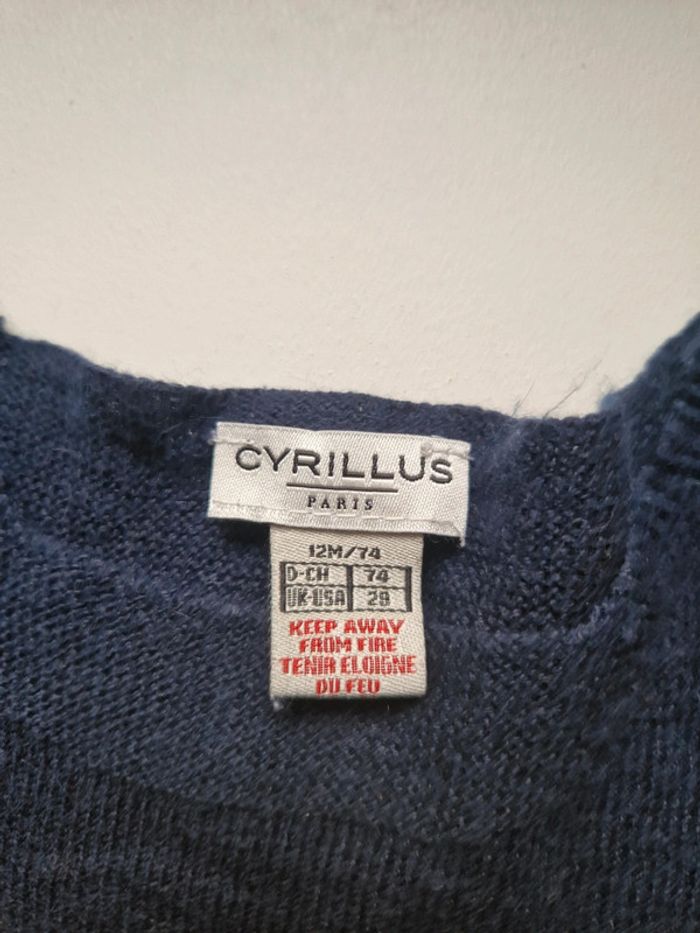 CYRILLUS
PARIS
12M/74
D-CH 74
UK-USA 29
KEEP AWAY
FROM FIRE
TENIR ELOIGNE
DU FEU